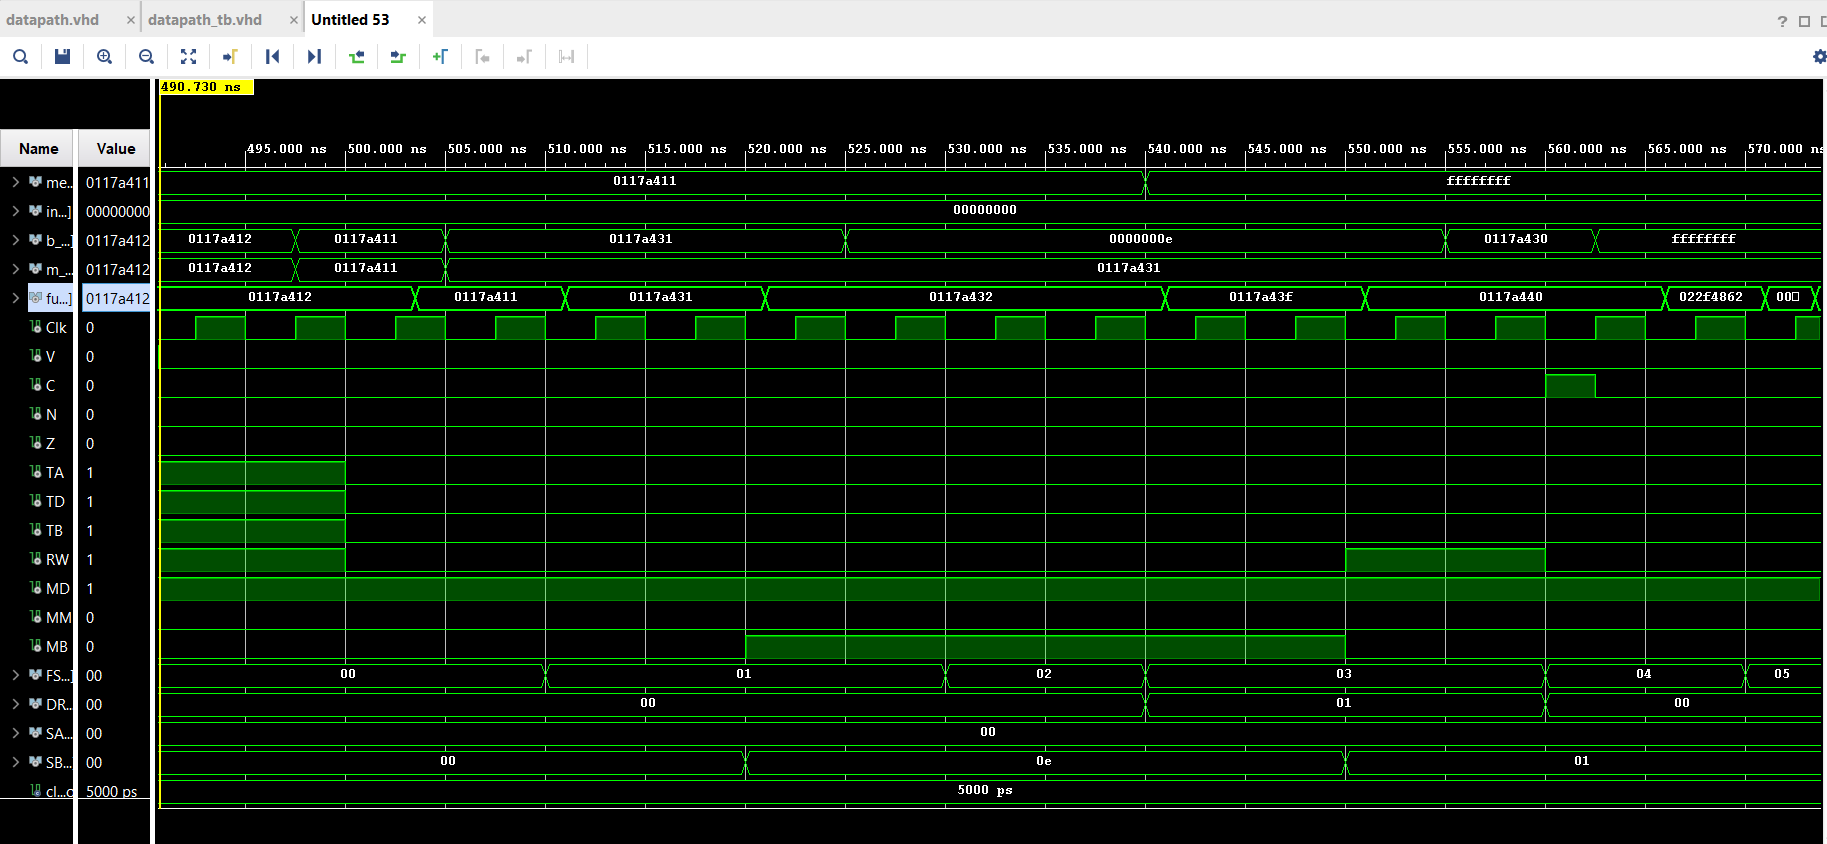 datapath.vhd × datapath_tb.vhd × Untitled 53 ×
?
490.730 ns
Name Value
495.000 ns 500.000 ns 505.000 ns 510.000 ns 515.000 ns 520.000 ns 525.000 ns 530.000 ns 535.000 ns 540.000 ns 545.000 ns 550.000 ns 555.000 ns 560.000 ns 565.000 ns 570.000 ns
me... 0117a411 0117a411 ffffffff
in...] 00000000 00000000
b_...] 0117a412 0117a412 0117a411 0117a431 0000000e 0117a430 ffffffff
m_... 0117a412 0117a412 0117a411 0117a431
fu...] 0117a412 0117a412 0117a411 0117a431 0117a432 0117a43f 0117a440 022f4862 00
Clk 0
V 0
C 0
N 0
Z 0
TA 1
TD 1
TB 1
RW 1
MD 1
MM 0
MB 0
FS...] 00 00 01 02 03 04 05
DR... 00 00 01 00
SA... 00 00
SB... 00 00 0e 01
cl...o 5000 ps 5000 ps